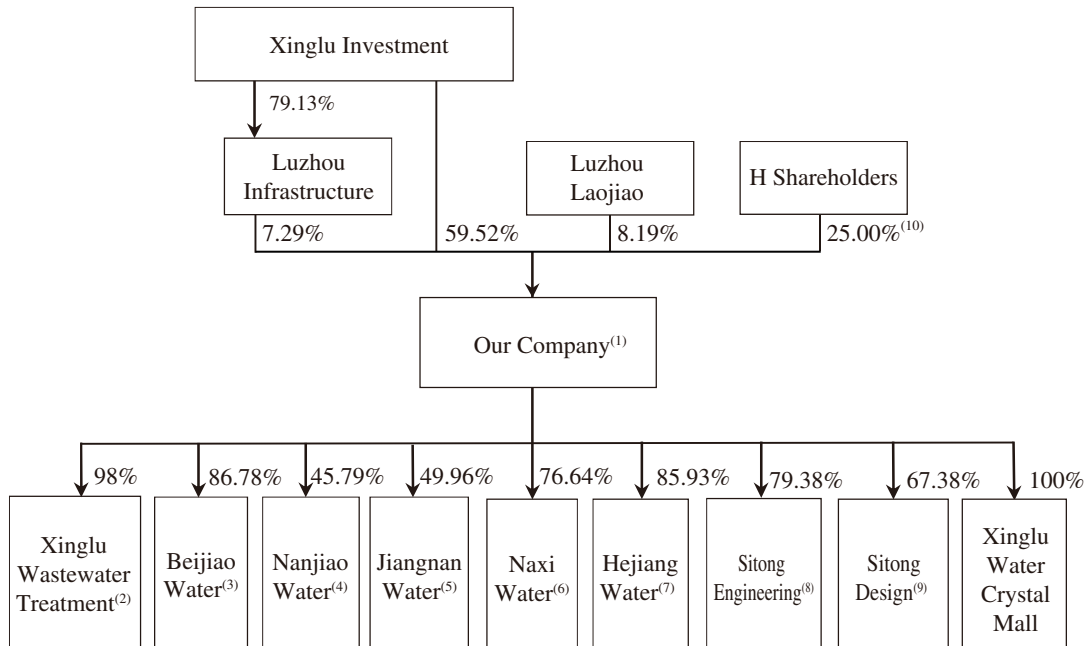 Xinglu Investment
79.13%
Luzhou
Infrastructure
Luzhou
Laojiao
H Shareholders
7.29%
59.52%
8.19%
25.00%(10)
Our Company(1)
98%
86.78%
45.79%
49.96%
76.64%
85.93%
79.38%
67.38%
100%
Xinglu
Wastewater
Treatment(2)
Beijiao
Water(3)
Nanjiao
Water(4)
Jiangnan
Water(5)
Naxi
Water(6)
Hejiang
Water(7)
Sitong
Engineering(8)
Sitong
Design(9)
Xinglu
Water
Crystal
Mall